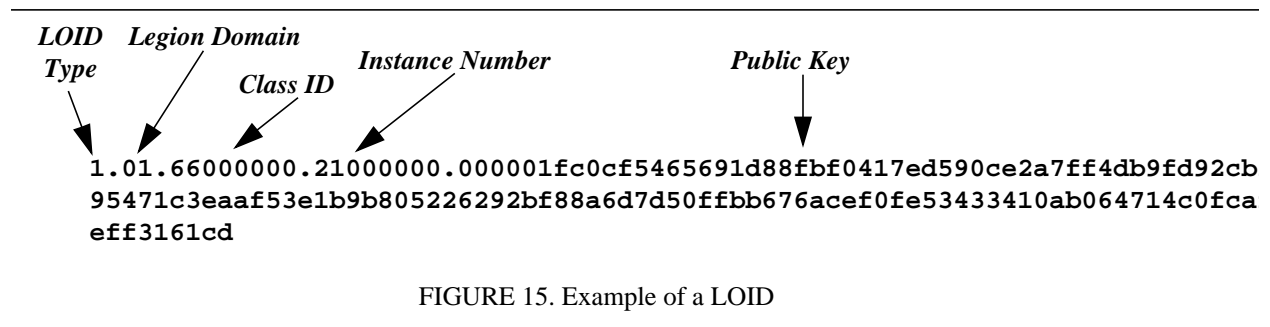 LOID Legion Domain
Type Instance Number Public Key
Class ID
1.01.66000000.21000000.000001fc0cf5465691d88fbf0417ed590ce2a7ff4db9fd92cb
95471c3eaaf53e1b9b805226292bf88a6d7d50ffbb676acef0fe53433410ab064714c0fca
eff3161cd
FIGURE 15. Example of a LOID